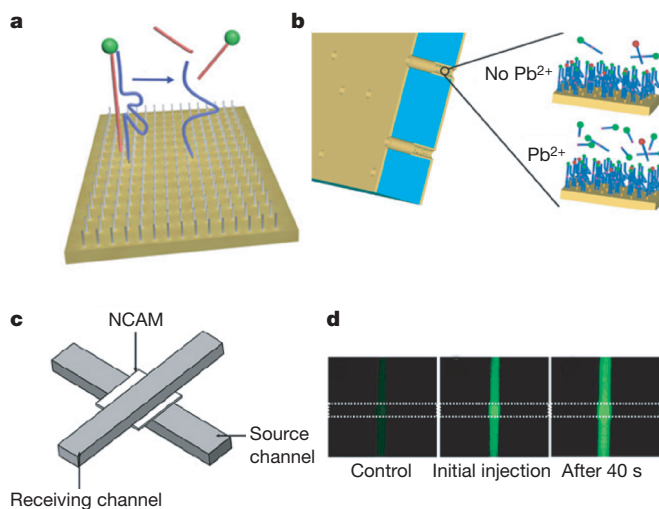 a
b
No Pb²⁺
Pb²⁺
c
NCAM
Source
channel
Receiving channel
d
Control
Initial injection
After 40 s